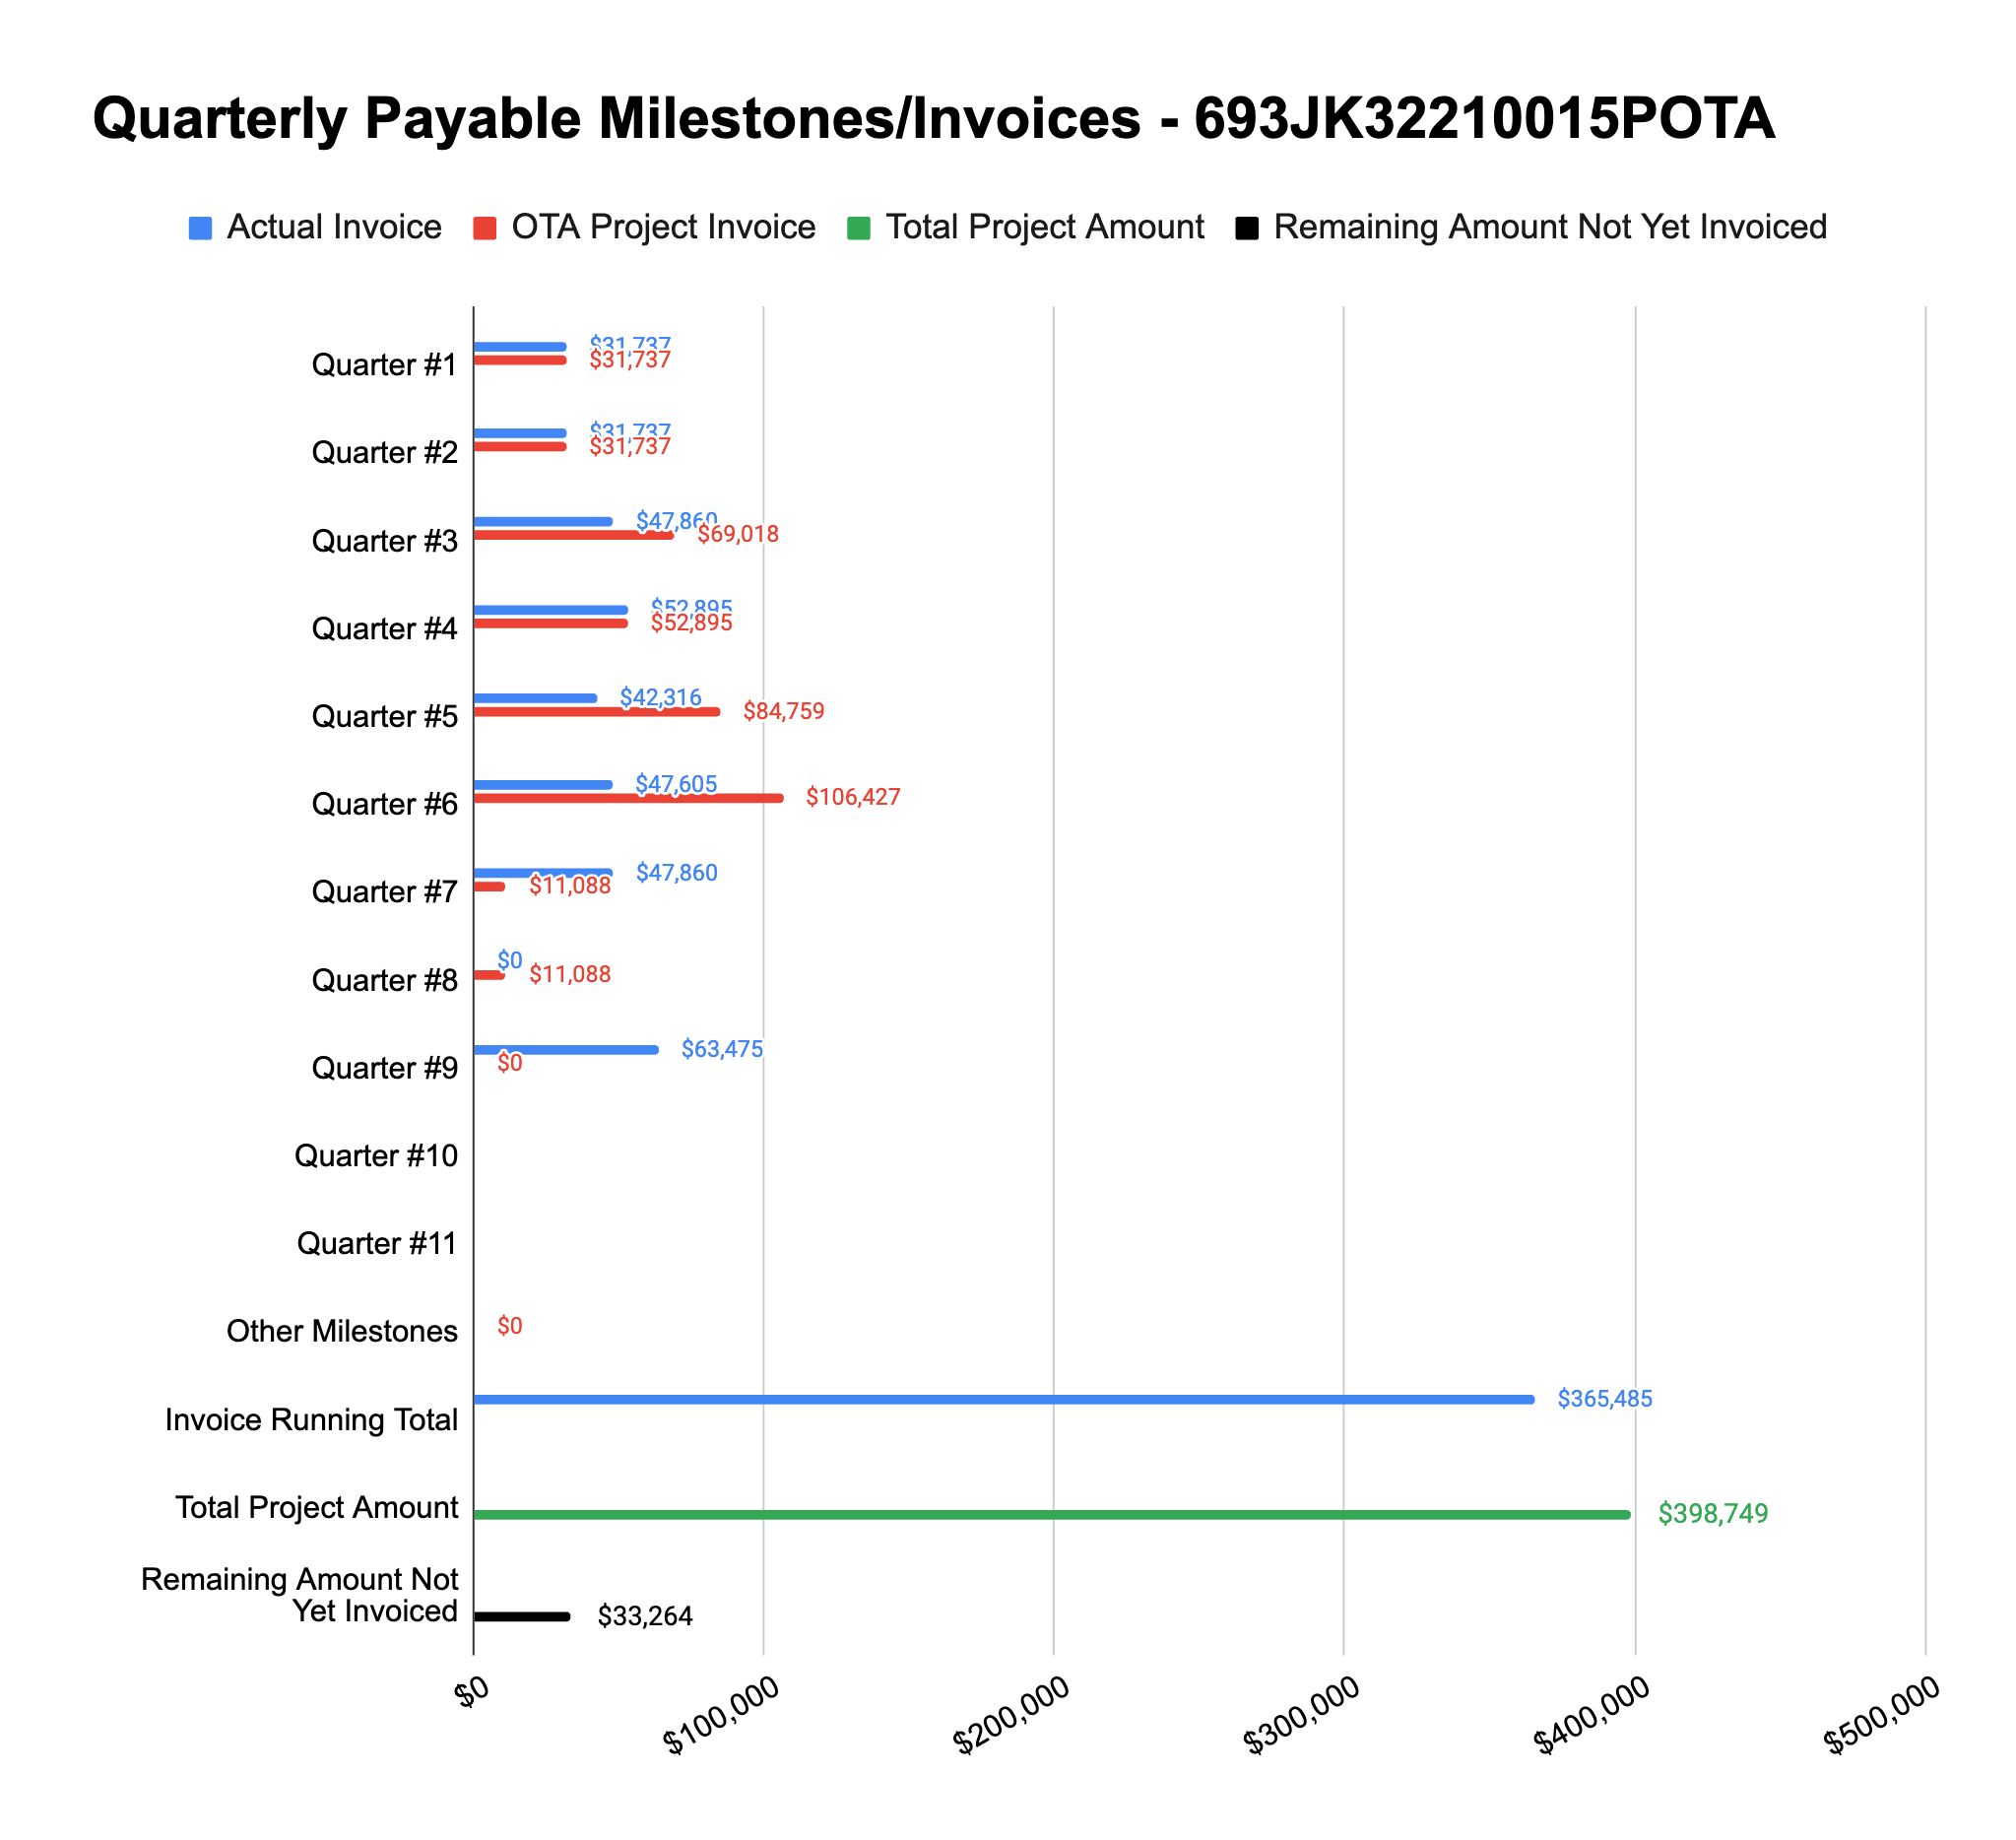 Quarterly Payable Milestones/Invoices - 693JK32210015POTA
Actual Invoice OTA Project Invoice Total Project Amount Remaining Amount Not Yet Invoiced
Quarter #1 $31,737
$31,737
Quarter #2 $31,737
$31,737
Quarter #3 $47,860
$69,018
Quarter #4 $52,895
$52,895
Quarter #5 $42,316
$84,759
Quarter #6 $47,605
$106,427
Quarter #7 $47,860
$11,088
Quarter #8 $0
$11,088
Quarter #9 $63,475
$0
Quarter #10
Quarter #11
Other Milestones $0
Invoice Running Total $365,485
Total Project Amount $398,749
Remaining Amount Not
Yet Invoiced $33,264
$0 $100,000 $200,000 $300,000 $400,000 $500,000